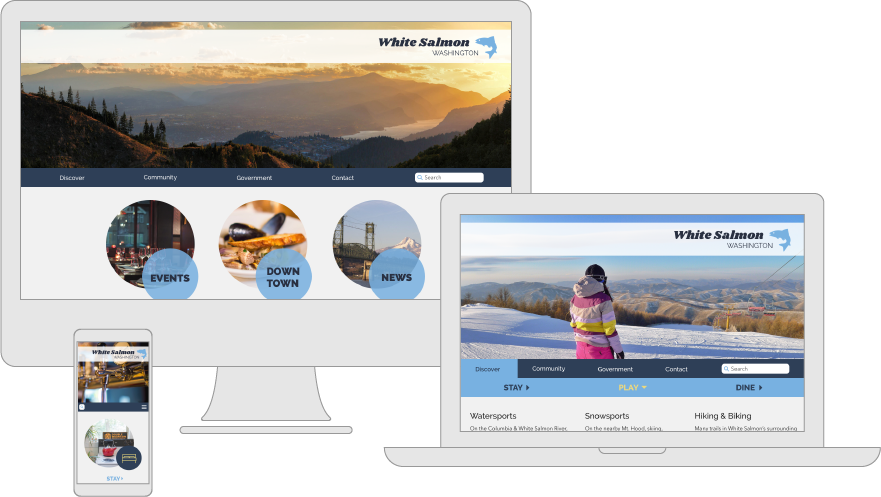 White Salmon
WASHINGTON
Discover
Community
Government
Contact
Search
EVENTS
DOWN
TOWN
NEWS
White Salmon
WASHINGTON
Discover
Community
Government
Contact
Search
STAY
PLAY
DINE
Watersports
Snowsports
Hiking & Biking
On the Columbia & White Salmon River,
On the nearby Mt. Hood, skiing,
Many trails in White Salmon's surrounding
White Salmon
WASHINGTON
STAY